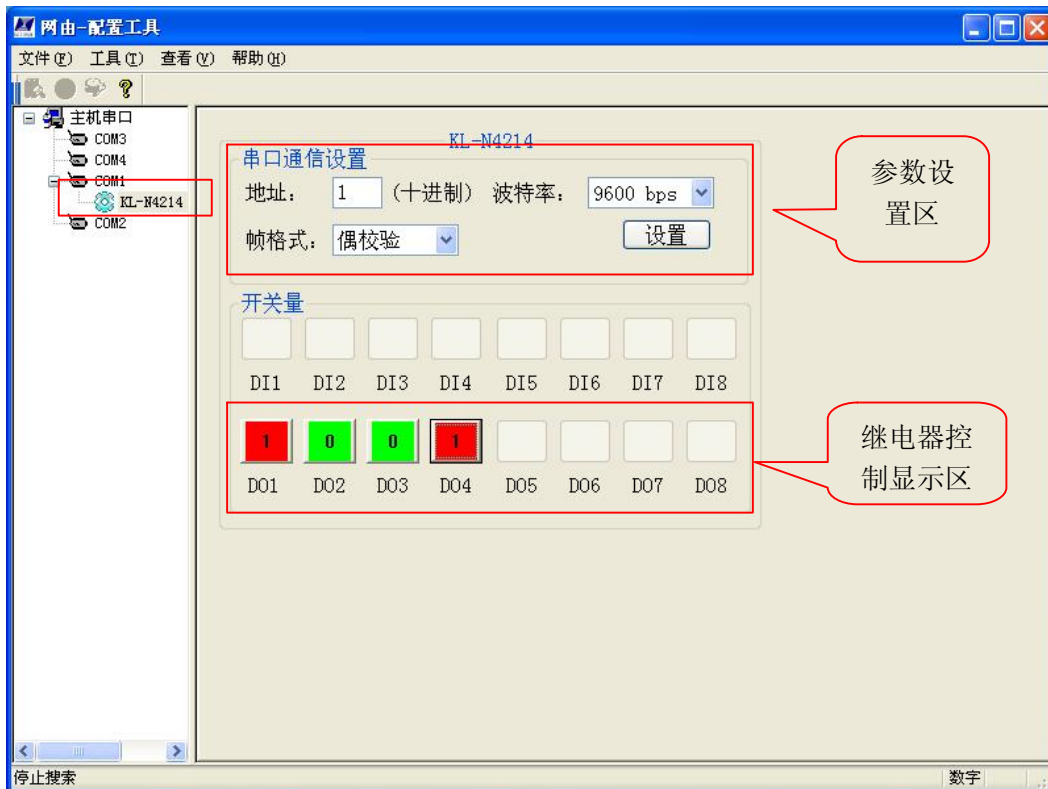 网由-配置工具
文件(F) 工具(T) 查看(V) 帮助(H)
主机串口
COM3
COM4
COM1
KL-N4214
COM2
KL-N4214
串口通信设置
地址： 1 (十进制) 波特率： 9600 bps
帧格式： 偶校验 设置
参数设
置区
开关量
DI1 DI2 DI3 DI4 DI5 DI6 DI7 DI8
1 0 0 1
DO1 DO2 DO3 DO4 DO5 DO6 DO7 DO8
继电器控
制显示区
停止搜索 数字